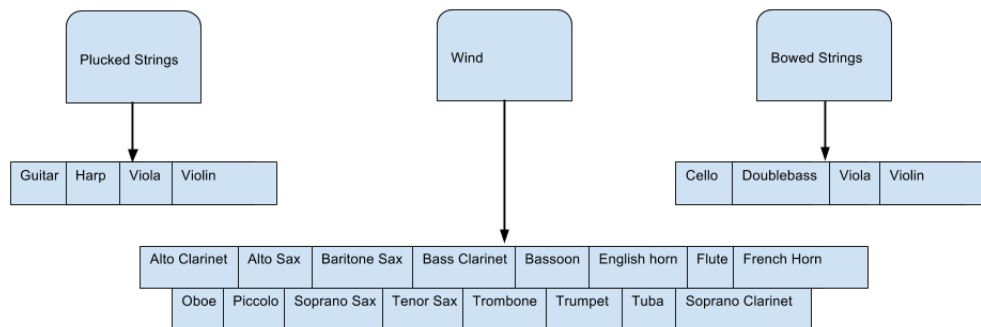 Plucked Strings
Wind
Bowed Strings
Guitar Harp Viola Violin
Cello Doublebass Viola Violin
Alto Clarinet Alto Sax Baritone Sax Bass Clarinet Bassoon English horn Flute French Horn
Oboe Piccolo Soprano Sax Tenor Sax Trombone Trumpet Tuba Soprano Clarinet